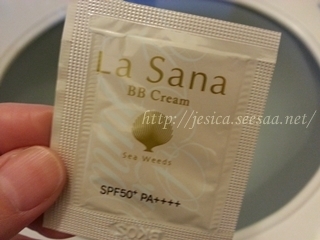 La Sana
BB Cream
http://jesica.seesaa.net/
Sea Weeds
SPF50+ PA++++